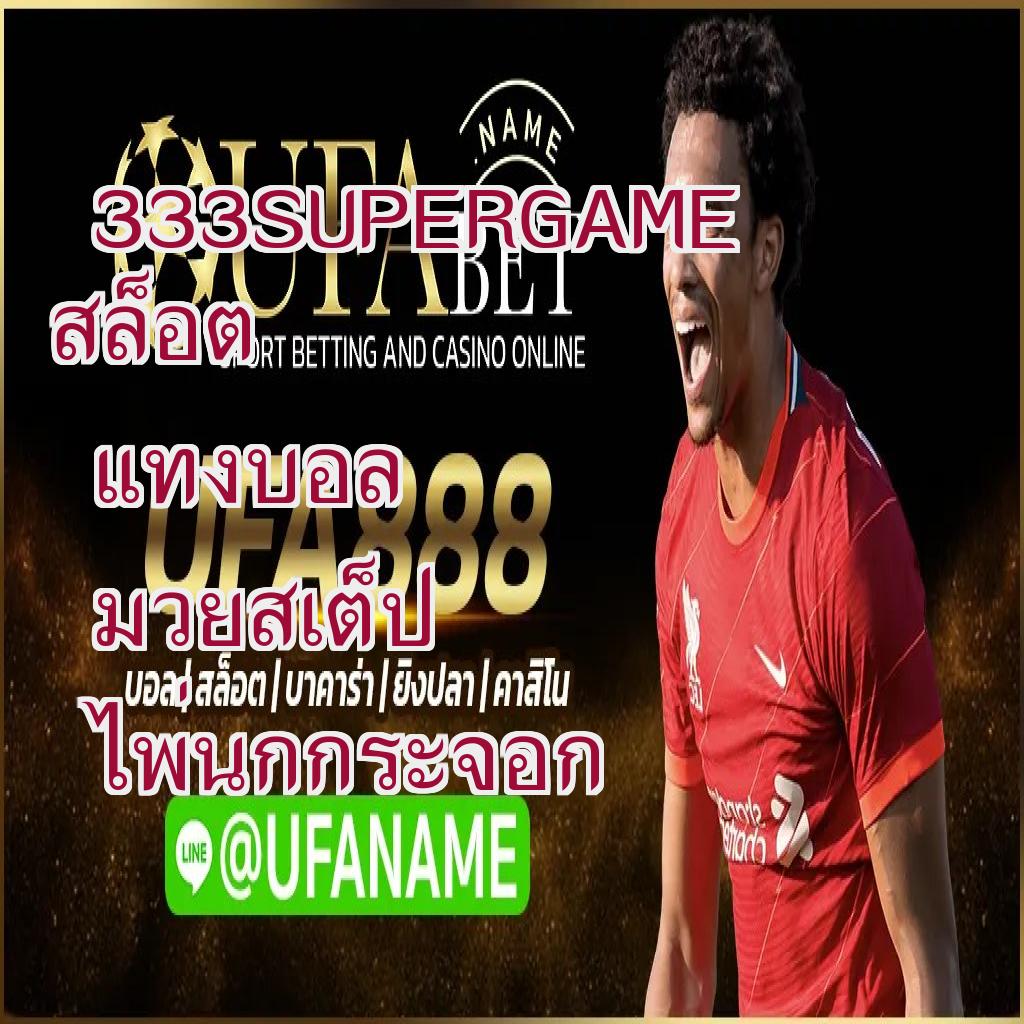 .NAME
UFA
BET
333SUPERGAME
สล็อต
SPORT BETTING AND CASINO ONLINE
แทงบอล
UFA888
มวยสเต็ป
บอล | สล็อต | บาคาร่า | ยิงปลา | คาสิโน
ไพ่นกกระจอก
LINE @UFANAME